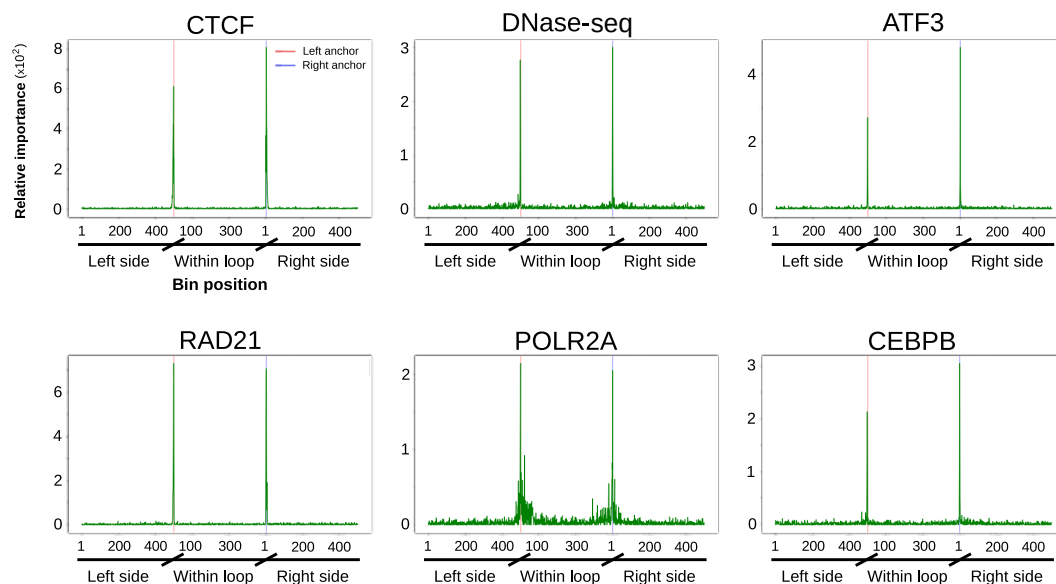 CTCF
DNase-seq
ATF3
Relative importance (x10²)
8
6
4
2
0
Left anchor
Right anchor
3
2
1
0
4
2
0
1 200 400 100 300 1 200 400
1 200 400 100 300 1 200 400
1 200 400 100 300 1 200 400
Left side Within loop Right side
Left side Within loop Right side
Left side Within loop Right side
Bin position
RAD21
POLR2A
CEBPB
6
4
2
0
2
1
0
3
2
1
0
1 200 400 100 300 1 200 400
1 200 400 100 300 1 200 400
1 200 400 100 300 1 200 400
Left side Within loop Right side
Left side Within loop Right side
Left side Within loop Right side